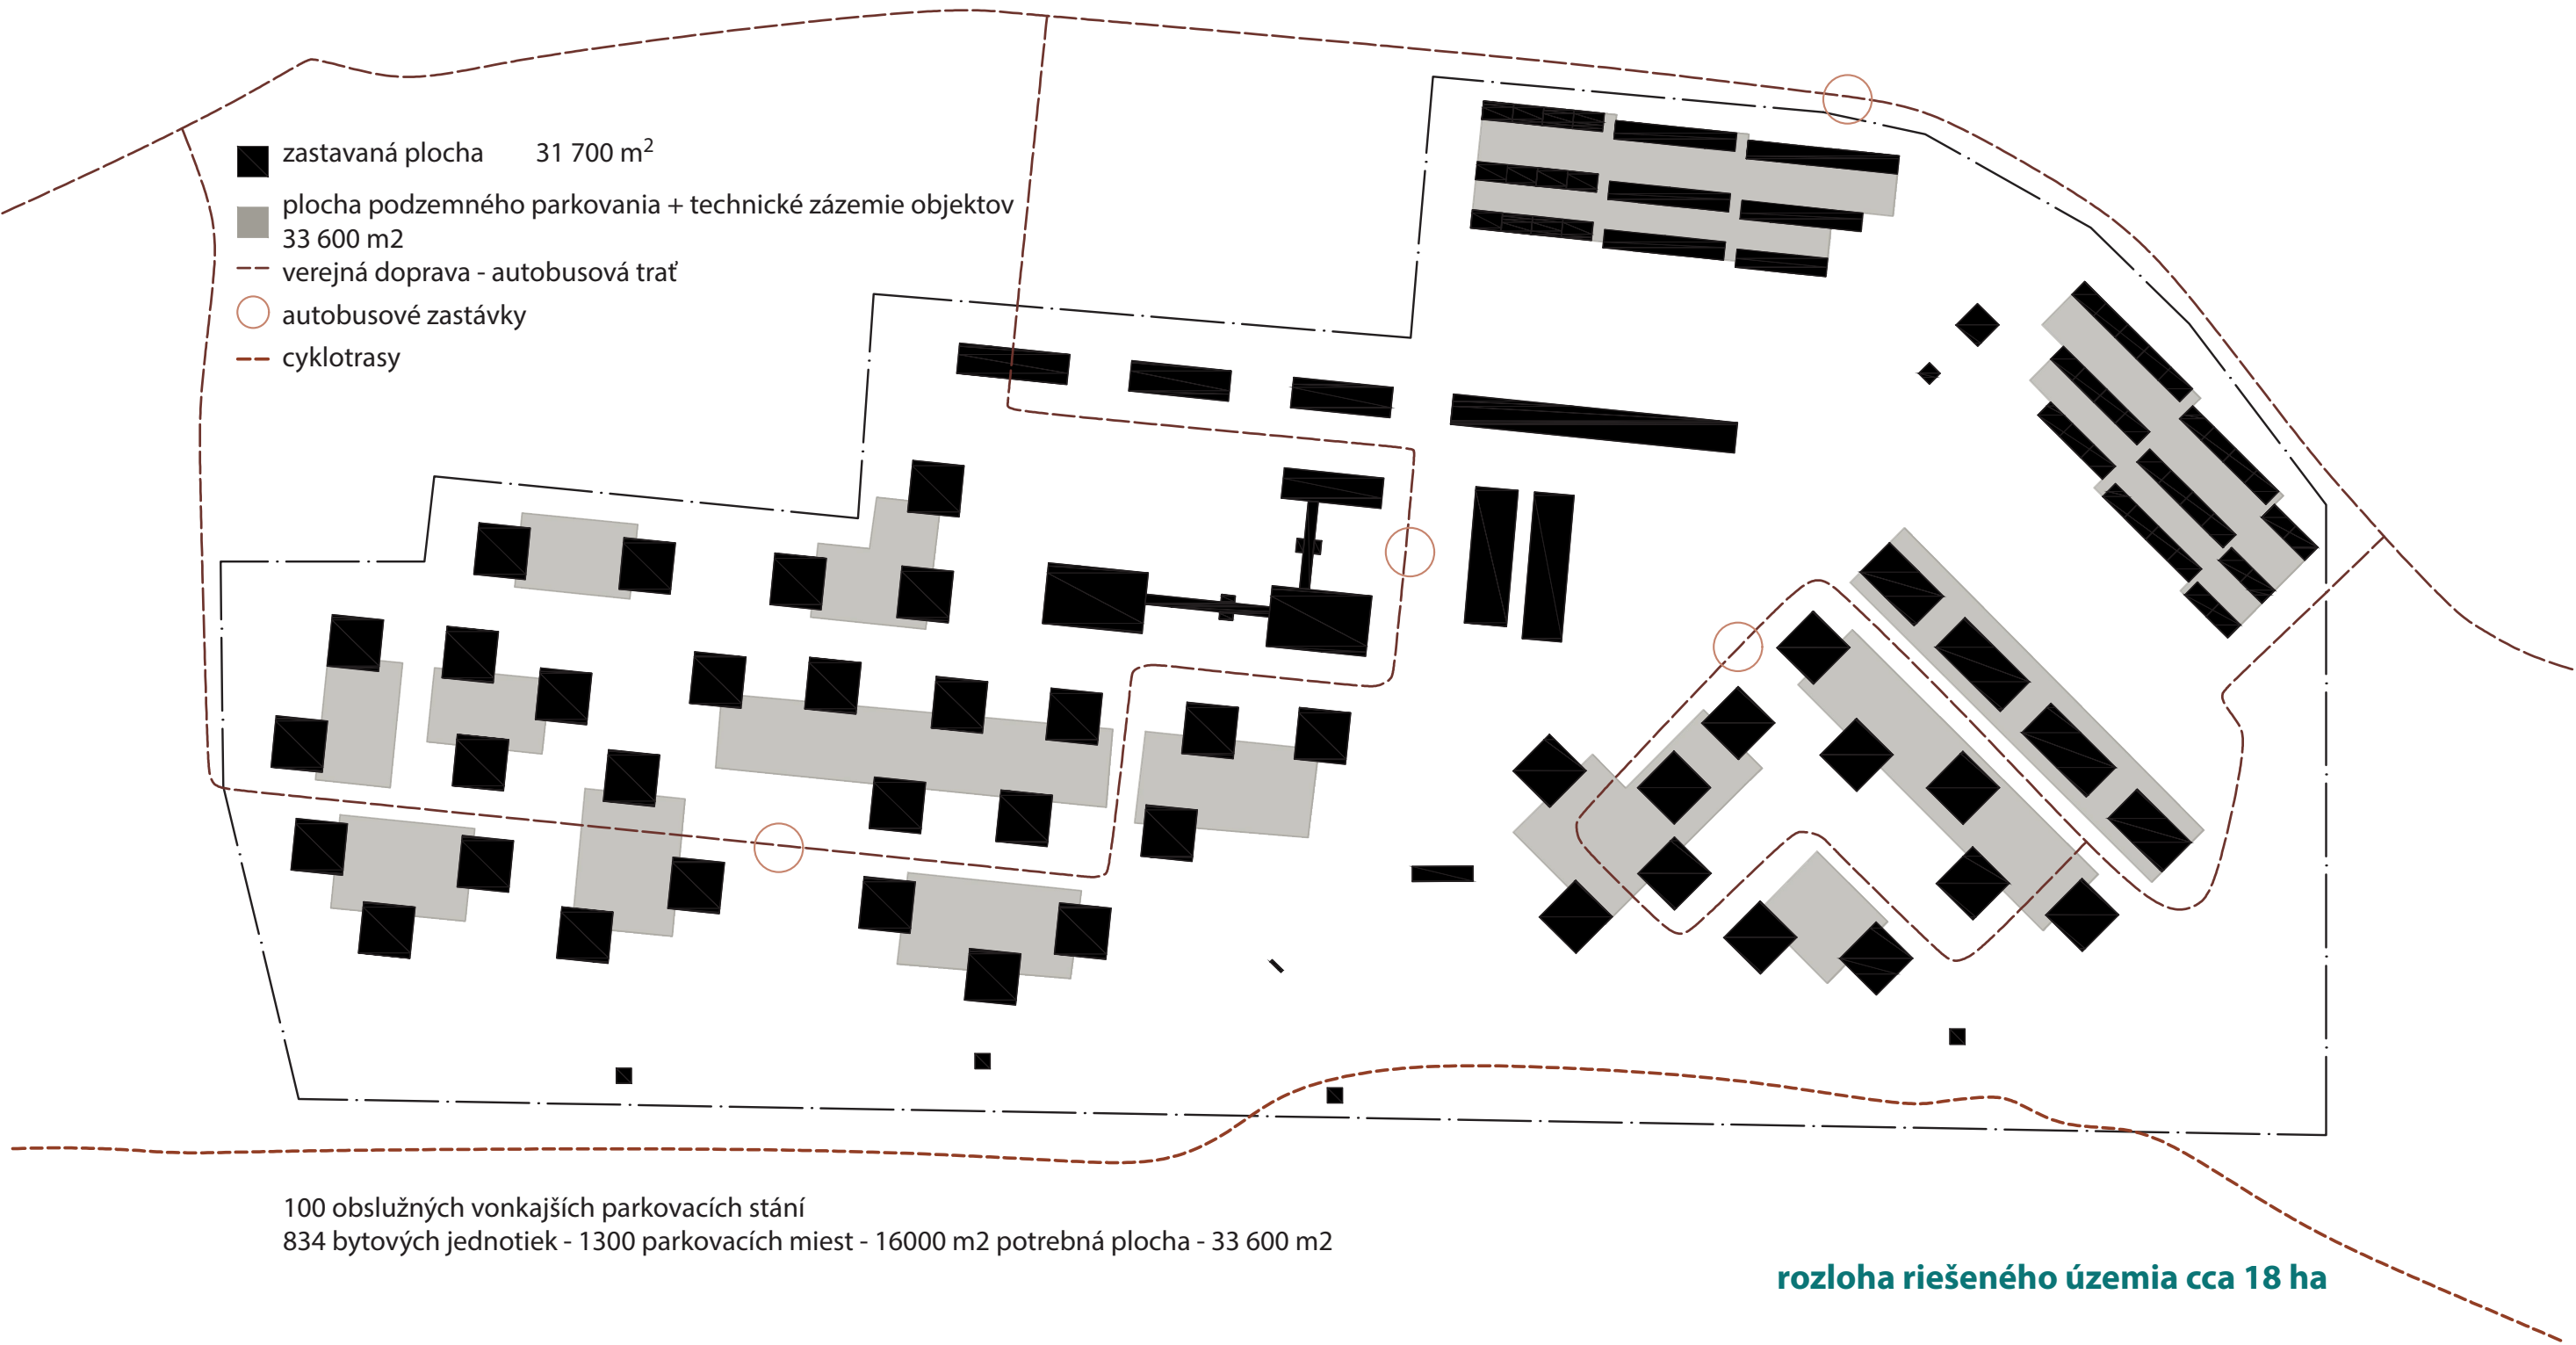 zastavaná plocha 31 700 m²
plocha podzemného parkovania + technické zázemie objektov
33 600 m2
verejná doprava - autobusová trať
autobusové zastávky
cyklotrasy
100 obslužných vonkajších parkovacích stání
834 bytových jednotiek - 1300 parkovacích miest - 16000 m2 potrebná plocha - 33 600 m2
rozloha riešeného územia cca 18 ha